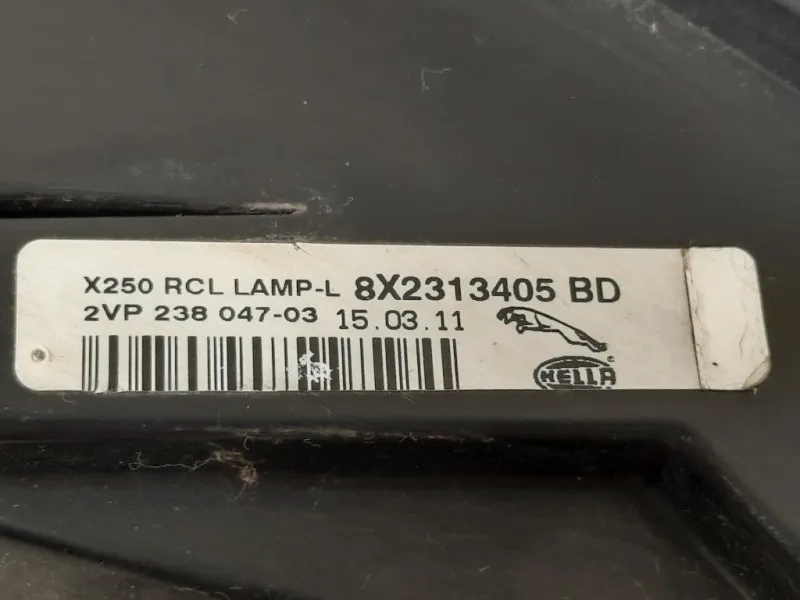 X250 RCL LAMP-L 8X2313405 BD
2VP 238 047-03 15.03.11
HELLA